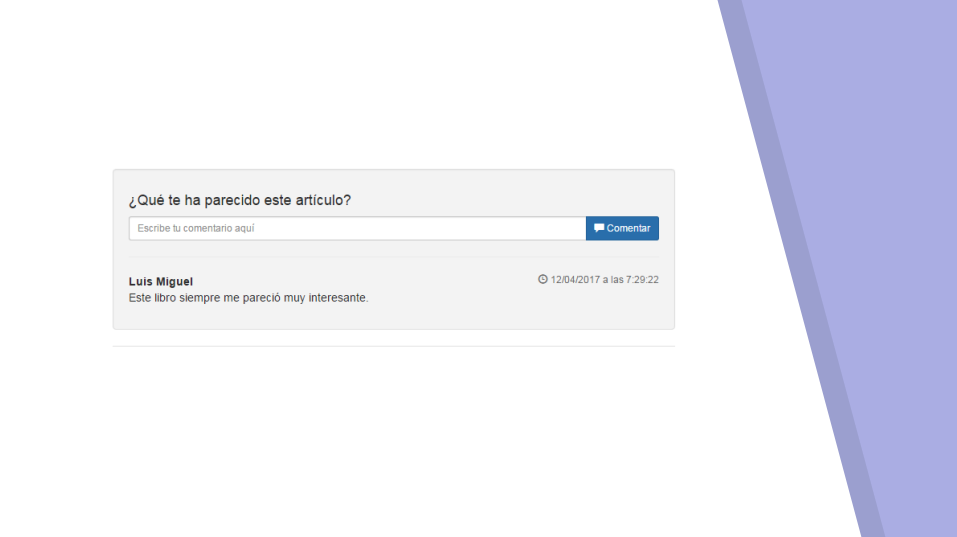 ¿Qué te ha parecido este artículo?
Escribe tu comentario aquí
Comentar
Luis Miguel
12/04/2017 a las 7:29:22
Este libro siempre me pareció muy interesante.